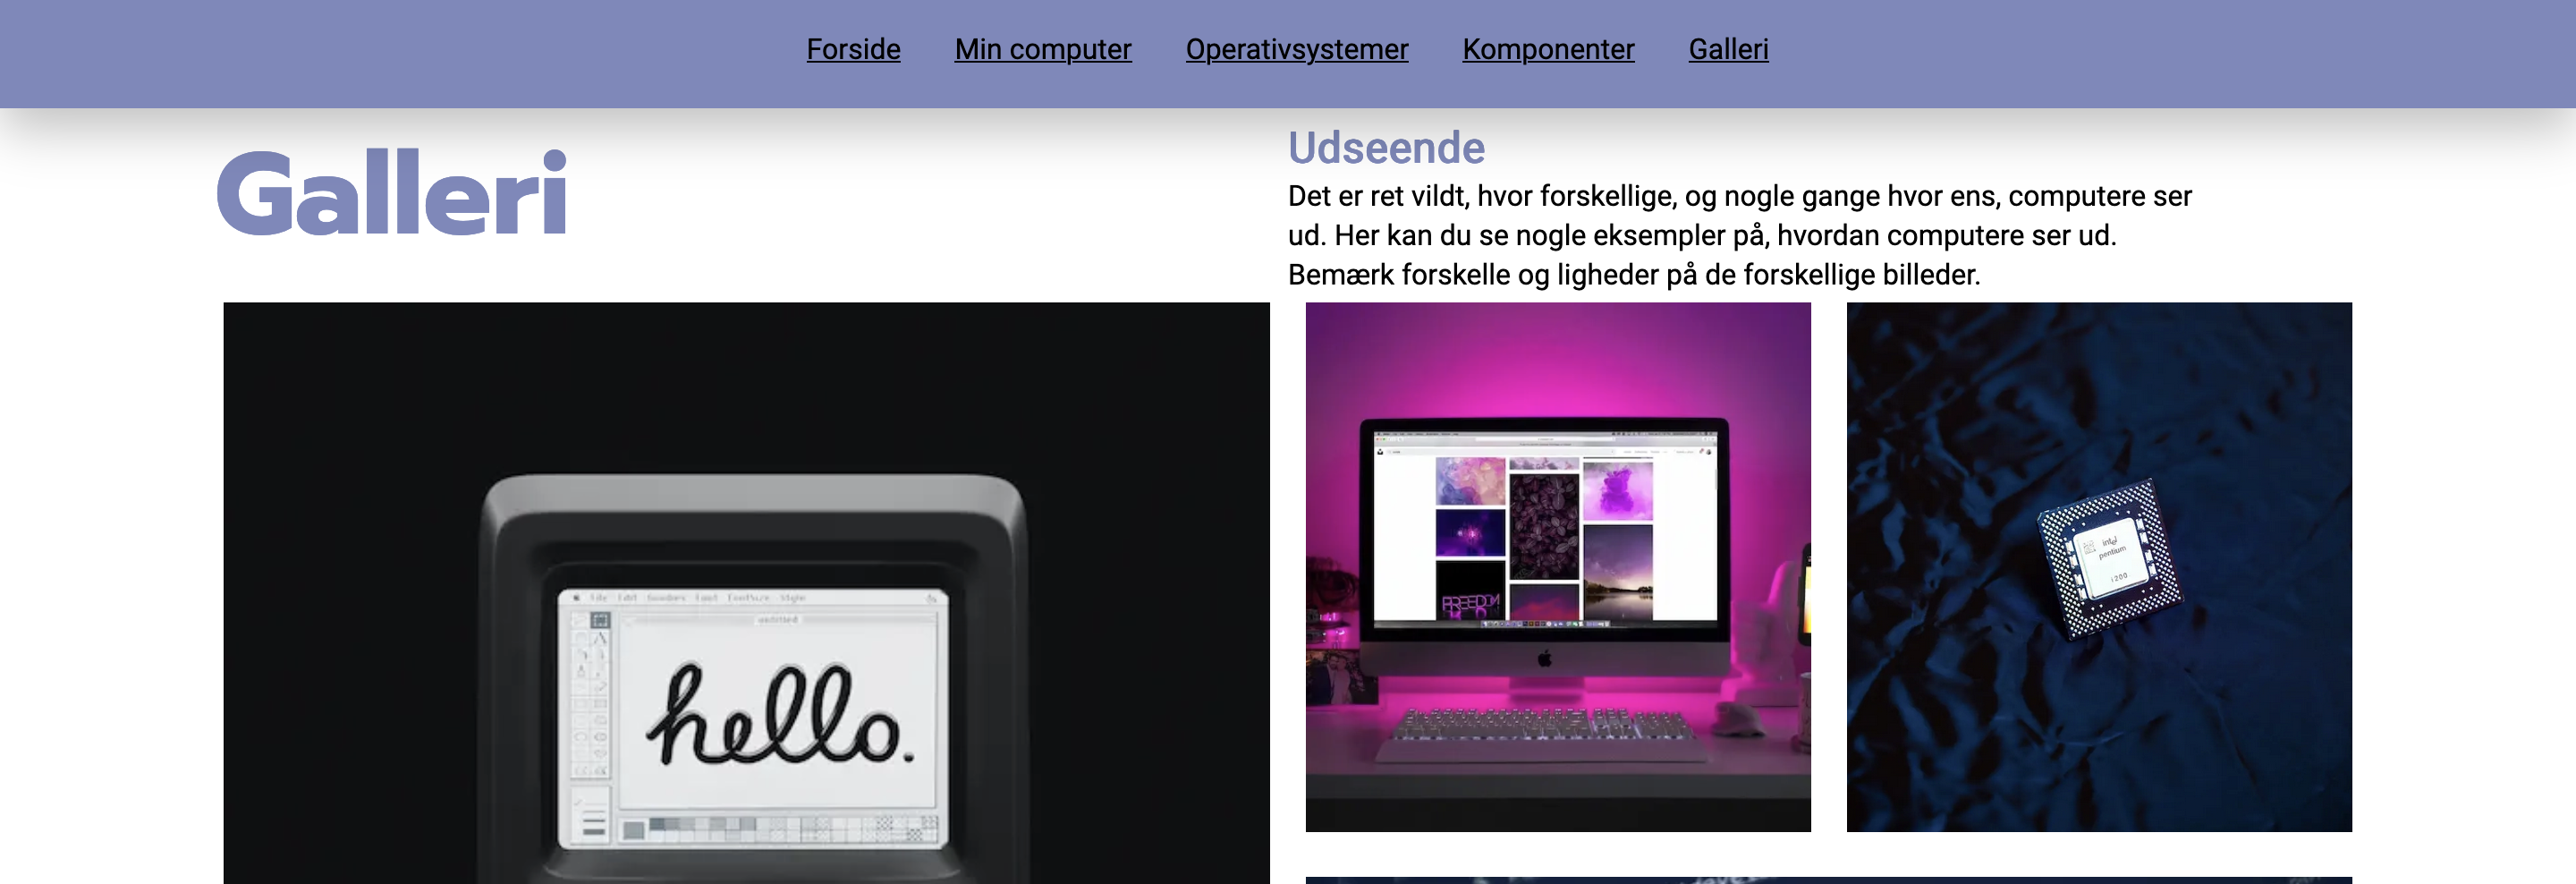 Forside Min computer Operativsystemer Komponenter Galleri
Galleri
Udseende
Det er ret vildt, hvor forskellige, og nogle gange hvor ens, computere ser
ud. Her kan du se nogle eksempler på, hvordan computere ser ud.
Bemærk forskelle og ligheder på de forskellige billeder.
File Edit Goodies Font FontSize Style
untitled
hello.
FREEDOM
intel
pentium
i200